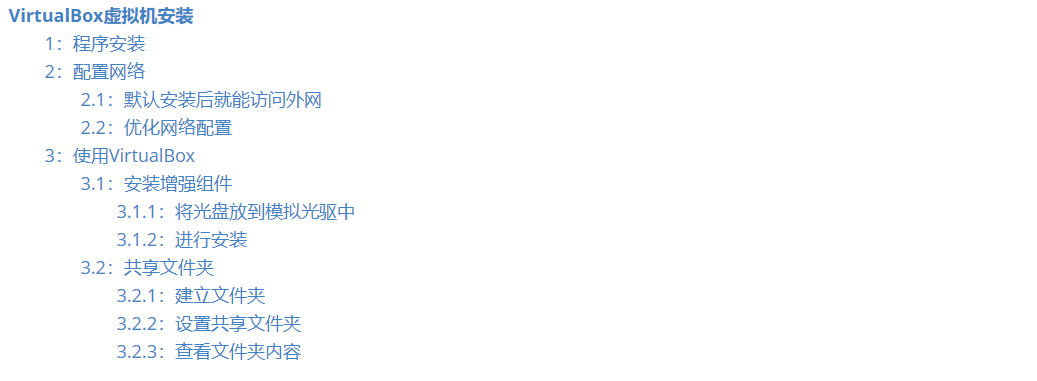 VirtualBox虚拟机安装
1：程序安装
2：配置网络
2.1：默认安装后就能访问外网
2.2：优化网络配置
3：使用VirtualBox
3.1：安装增强组件
3.1.1：将光盘放到模拟光驱中
3.1.2：进行安装
3.2：共享文件夹
3.2.1：建立文件夹
3.2.2：设置共享文件夹
3.2.3：查看文件夹内容